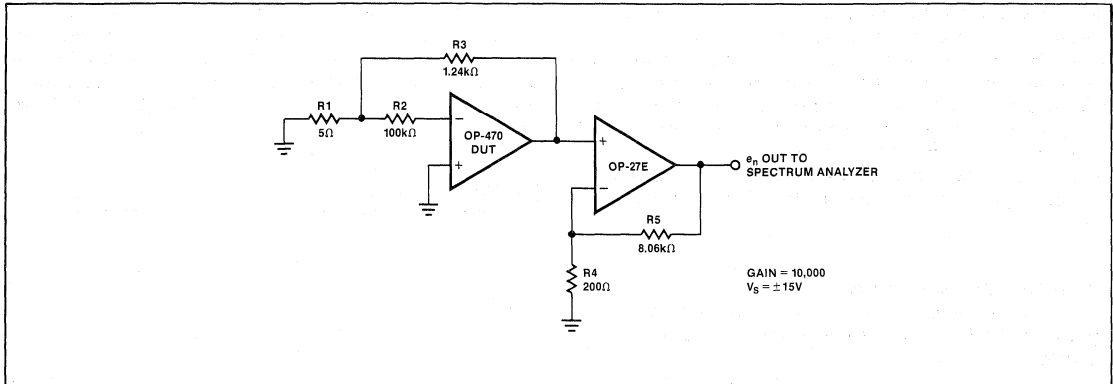 R3
1.24kΩ
R1
5Ω
R2
100kΩ
−
OP-470
DUT
+
+
OP-27E
−
en OUT TO
SPECTRUM ANALYZER
R5
8.06kΩ
R4
200Ω
GAIN = 10,000
VS = ±15V